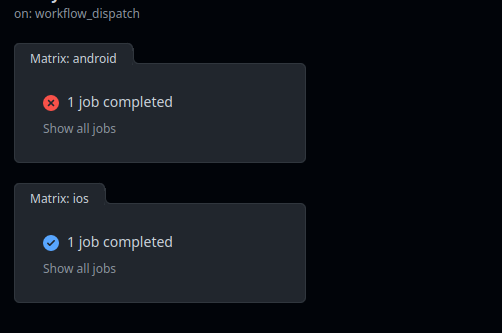 on: workflow_dispatch
Matrix: android
1 job completed
Show all jobs
Matrix: ios
1 job completed
Show all jobs